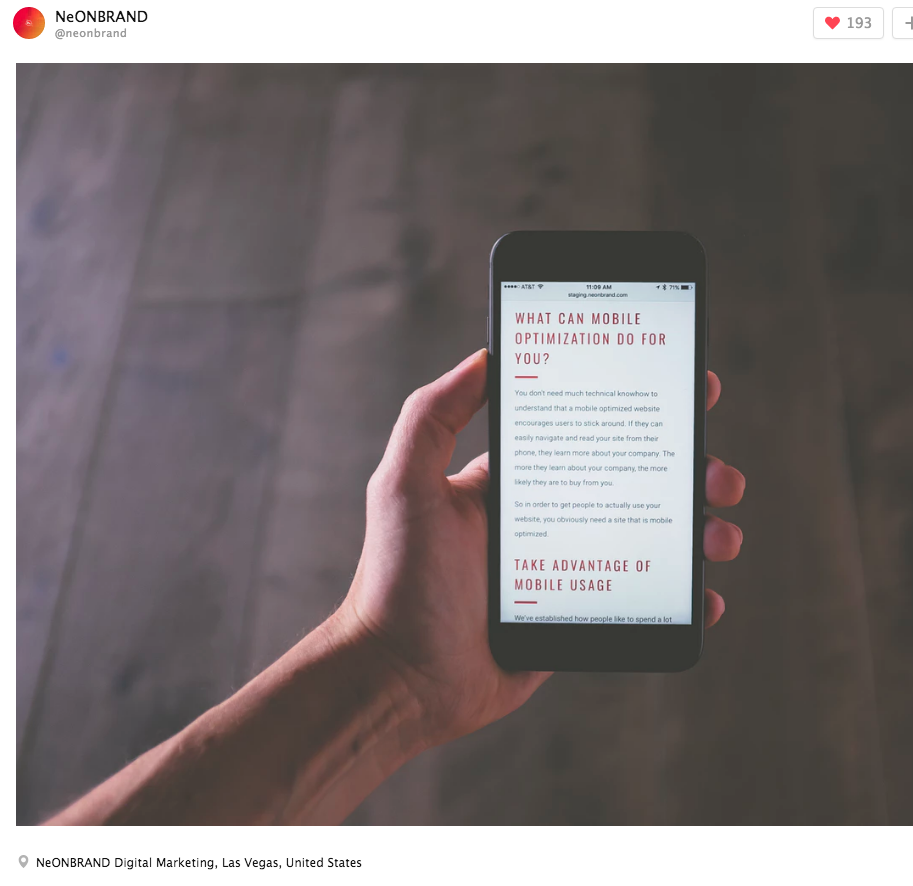 NeONBRAND
@neonbrand
193
AT&T 11:09 AM 71%
staging.neonbrand.com
WHAT CAN MOBILE
OPTIMIZATION DO FOR
YOU?
You don't need much technical knowhow to
understand that a mobile optimized website
encourages users to stick around. If they can
easily navigate and read your site from their
phone, they learn more about your company. The
more they learn about your company, the more
likely they are to buy from you.
So in order to get people to actually use your
website, you obviously need a site that is mobile
optimized.
TAKE ADVANTAGE OF
MOBILE USAGE
We've established how people like to spend a lot
NeONBRAND Digital Marketing, Las Vegas, United States